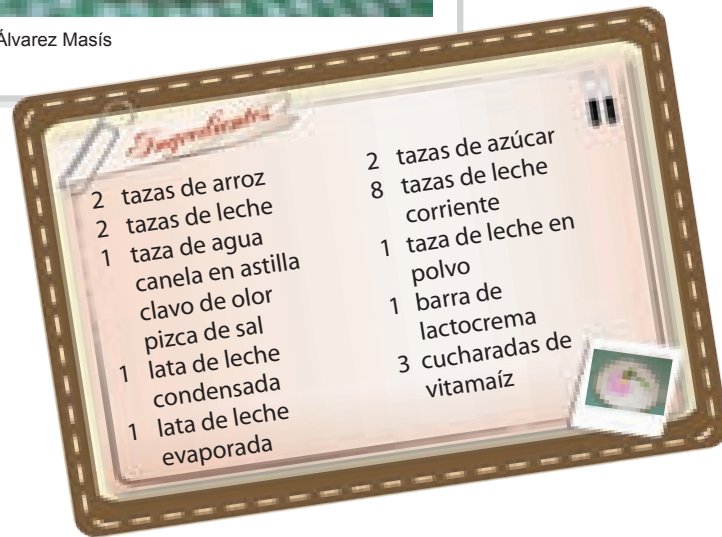 Álvarez Masís
Ingredientes
2 tazas de arroz
2 tazas de leche
1 taza de agua
canela en astilla
clavo de olor
pizca de sal
1 lata de leche
condensada
1 lata de leche
evaporada
2 tazas de azúcar
8 tazas de leche
corriente
1 taza de leche en
polvo
1 barra de
lactocrema
3 cucharadas de
vitamaíz